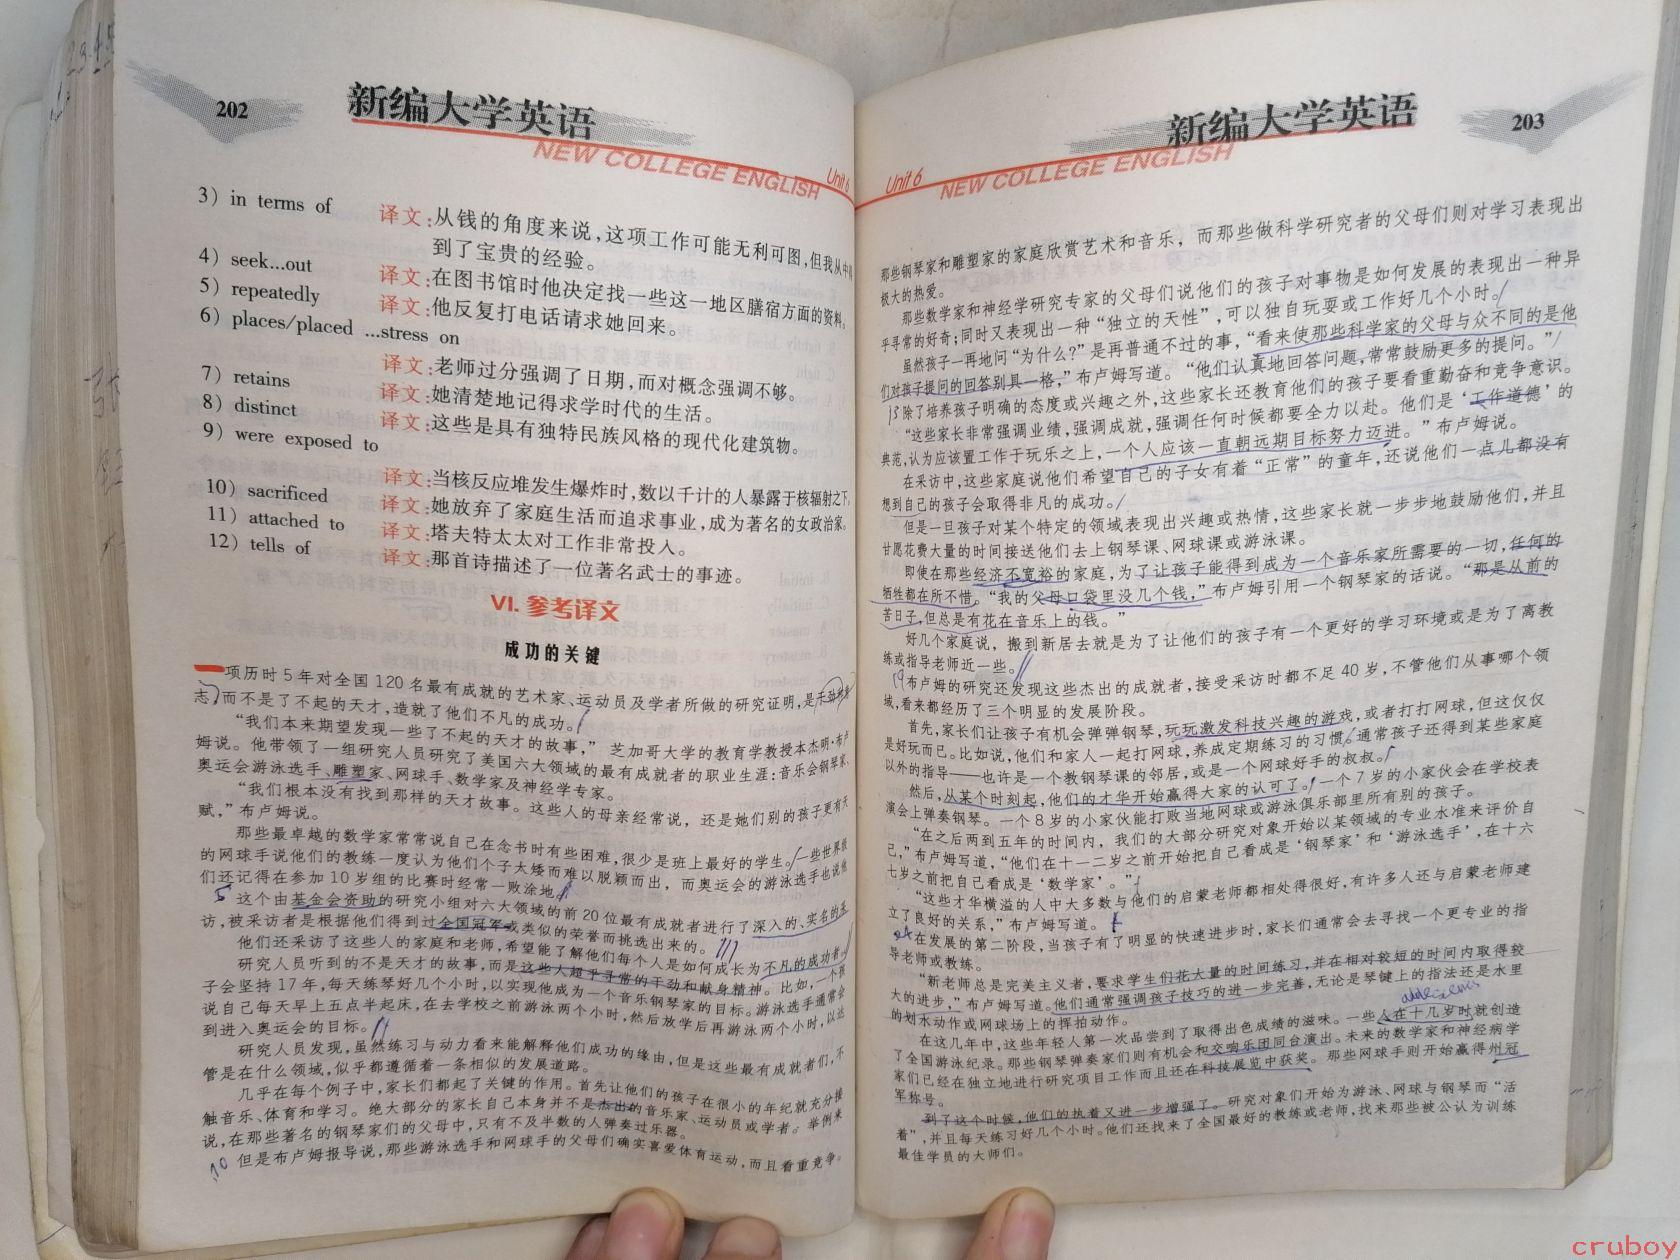 202
新编大学英语
NEW COLLEGE ENGLISH
Unit 6
3) in terms of
译文:从钱的角度来说,这项工作可能无利可图,但我从中
到了宝贵的经验。
4) seek...out
译文:在图书馆时他决定找一些这一地区膳宿方面的资料。
5) repeatedly
译文:他反复打电话请求她回来。
6) places/placed ...stress on
译文:老师过分强调了日期,而对概念强调不够。
7) retains
译文:她清楚地记得求学时代的生活。
8) distinct
译文:这些是具有独特民族风格的现代化建筑物。
9) were exposed to
译文:当核反应堆发生爆炸时,数以千计的人暴露于核辐射之下。
10) sacrificed
译文:她放弃了家庭生活而追求事业,成为著名的女政治家。
11) attached to
译文:塔夫特太太对工作非常投入。
12) tells of
译文:那首诗描述了一位著名武士的事迹。
VI. 参考译文
成功的关键
一项历时5年对全国120名最有成就的艺术家、运动员及学者所做的研究证明,是干劲和意
志,而不是了不起的天才,造就了他们不凡的成功。
“我们本来期望发现一些了不起的天才的故事,” 芝加哥大学的教育学教授本杰明·布卢
姆说。他带领了一组研究人员研究了美国六大领域的最有成就者的职业生涯:音乐会钢琴家、
奥运会游泳选手、雕塑家、网球手、数学家及神经学专家。
“我们根本没有找到那样的天才故事。这些人的母亲经常说,还是她们别的孩子更有天
赋,”布卢姆说。
那些最卓越的数学家常常说自己在念书时有些困难,很少是班上最好的学生。一些世界级
的网球手说他们的教练一度认为他们个子太矮而难以脱颖而出,而奥运会的游泳选手也说他
们还记得在参加10岁组的比赛时经常一败涂地。
5 这个由基金会资助的研究小组对六大领域的前20位最有成就者进行了深入的、实名的采
访,被采访者是根据他们得到过全国冠军或类似的荣誉而挑选出来的。
他们还采访了这些人的家庭和老师,希望能了解他们每个人是如何成长为不凡的成功者。
研究人员听到的不是天才的故事,而是这些人超乎寻常的干劲和献身精神。比如,一个孩
子会坚持17年,每天练琴好几个小时,以实现他成为一个音乐钢琴家的目标。游泳选手通常会
说自己每天早上五点半起床,在去学校之前游泳两个小时,然后放学后再游泳两个小时,以达
到进入奥运会的目标。
研究人员发现,虽然练习与动力看来能解释他们成功的缘由,但是这些最有成就者们,不
管是在什么领域,似乎都遵循着一条相似的发展道路。
几乎在每个例子中,家长们都起了关键的作用。首先让他们的孩子在很小的年纪就充分接
触音乐、体育和学习。绝大部分的家长自己本身并不是杰出的音乐家、运动员或学者。举例来
说,在那些著名的钢琴家们的父母中,只有不及半数的人弹奏过乐器。
10 但是布卢姆报导说,那些游泳选手和网球手的父母们确实喜爱体育运动,而且看重竞争。
203
新编大学英语
Unit 6
NEW COLLEGE ENGLISH
那些钢琴家和雕塑家的家庭欣赏艺术和音乐,而那些做科学研究者的父母们则对学习表现出
极大的热爱。
那些数学家和神经学研究专家的父母们说他们的孩子对事物是如何发展的表现出一种异
乎寻常的好奇;同时又表现出一种“独立的天性”,可以独自玩耍或工作好几个小时。
虽然孩子一再地问“为什么?”是再普通不过的事,“看来使那些科学家的父母与众不同的是他
们对孩子提问的回答别具一格,”布卢姆写道。“他们认真地回答问题,常常鼓励更多的提问。”
15 除了培养孩子明确的态度或兴趣之外,这些家长还教育他们的孩子要看重勤奋和竞争意识。
“这些家长非常强调业绩,强调成就,强调任何时候都要全力以赴。他们是‘工作道德’的
典范,认为应该置工作于玩乐之上,一个人应该一直朝远期目标努力迈进。”布卢姆说。
在采访中,这些家庭说他们希望自己的子女有着“正常”的童年,还说他们一点儿都没有
想到自己的孩子会取得非凡的成功。
但是一旦孩子对某个特定的领域表现出兴趣或热情,这些家长就一步步地鼓励他们,并且
甘愿花费大量的时间接送他们去上钢琴课、网球课或游泳课。
即使在那些经济不宽裕的家庭,为了让孩子能得到成为一个音乐家所需要的一切,任何的
牺牲都在所不惜。“我的父母口袋里没几个钱,”布卢姆引用一个钢琴家的话说。“那是从前的
苦日子,但总是有花在音乐上的钱。”
好几个家庭说,搬到新居去就是为了让他们的孩子有一个更好的学习环境或是为了离教
练或指导老师近一些。
19 布卢姆的研究还发现这些杰出的成就者,接受采访时都不足40岁,不管他们从事哪个领
域,看来都经历了三个明显的发展阶段。
首先,家长们让孩子有机会弹弹钢琴,玩玩激发科技兴趣的游戏,或者打打网球,但这仅仅
是好玩而已。比如说,他们和家人一起打网球,养成定期练习的习惯。通常孩子还得到某些家庭
以外的指导——也许是一个教钢琴课的邻居,或是一个网球好手的叔叔。
然后,从某个时刻起,他们的才华开始赢得大家的认可了。一个7岁的小家伙会在学校表
演会上弹奏钢琴。一个8岁的小家伙能打败当地网球或游泳俱乐部里所有别的孩子。
“在之后两到五年的时间内,我们的大部分研究对象开始以某领域的专业水准来评价自
己,”布卢姆写道,“他们在十一二岁之前开始把自己看成是‘钢琴家’和‘游泳选手’,在十六
七岁之前把自己看成是‘数学家’。”
“这些才华横溢的人中大多数与他们的启蒙老师都相处得很好,有许多人还与启蒙老师建
立了良好的关系,”布卢姆写道。
24 在发展的第二阶段,当孩子有了明显的快速进步时,家长们通常会去寻找一个更专业的指
导老师或教练。
“新老师总是完美主义者,要求学生们花大量的时间练习,并在相对较短的时间内取得较
大的进步,”布卢姆写道。他们通常强调孩子技巧的进一步完善,无论是琴键上的指法还是水里
的划水动作或网球场上的挥拍动作。
在这几年中,这些年轻人第一次品尝到了取得出色成绩的滋味。一些人在十几岁时就创造
了全国游泳纪录。那些钢琴弹奏家们则有机会和交响乐团同台演出。未来的数学家和神经病学
家们已经在独立地进行研究项目工作而且还在科技展览中获奖。那些网球手则开始赢得州冠
军称号。
到了这个时候,他们的执着又进一步增强了。研究对象们开始为游泳、网球与钢琴而“活
着”,并且每天练习好几个小时。他们还找来了全国最好的教练或老师,找来那些被公认为训练
最佳学员的大师们。
cruboy